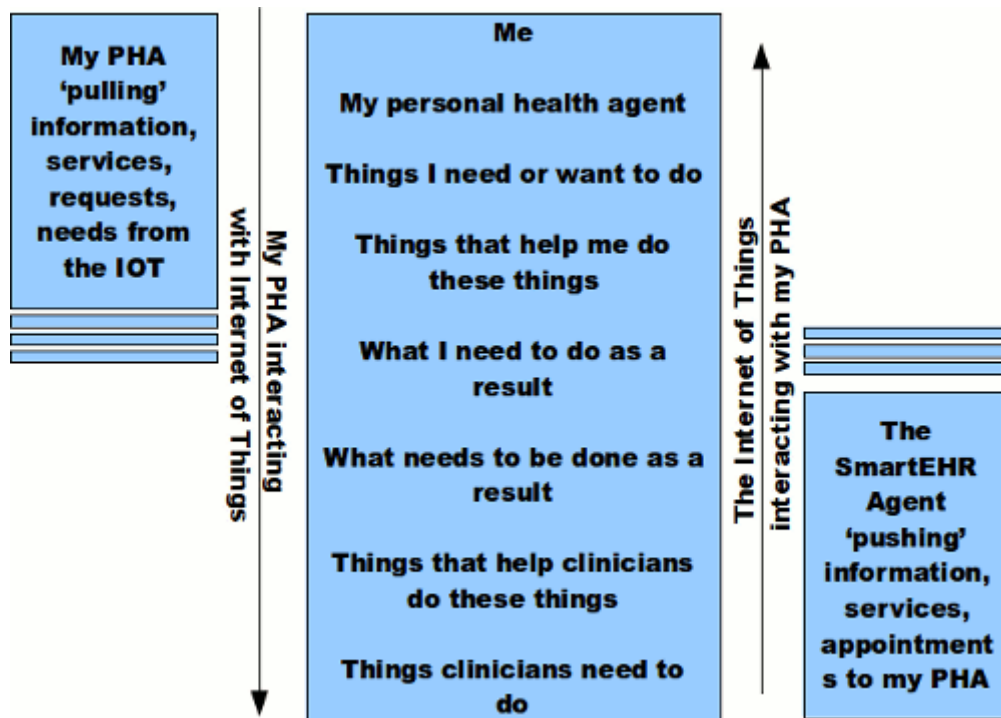 My PHA
‘pulling’
information,
services,
requests,
needs from
the IOT
My PHA interacting
with Internet of Things
Me
My personal health agent
Things I need or want to do
Things that help me do
these things
What I need to do as a
result
What needs to be done as a
result
Things that help clinicians
do these things
Things clinicians need to
do
The Internet of Things
interacting with my PHA
The
SmartEHR
Agent
‘pushing’
information,
services,
appointment
s to my PHA